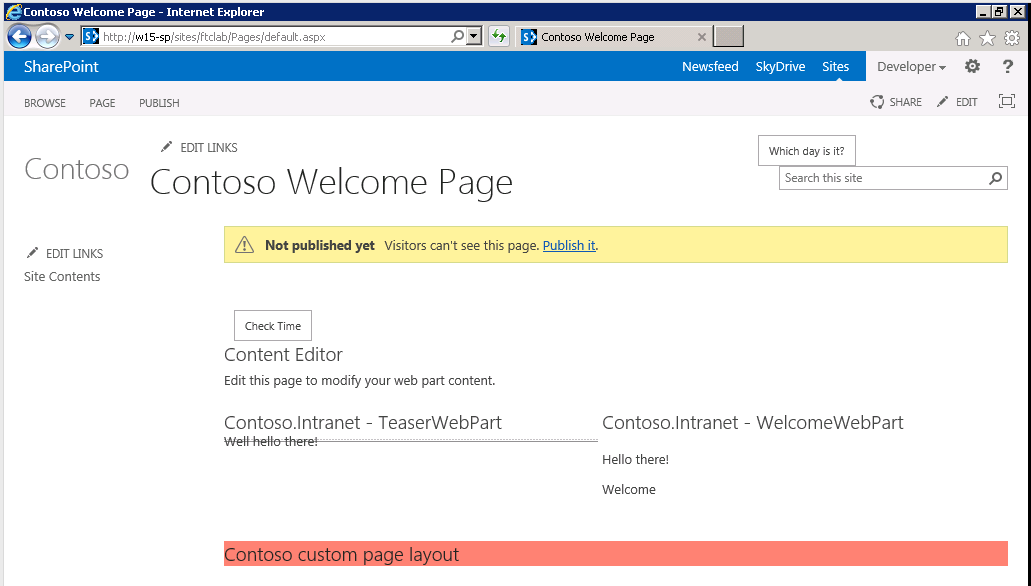 Contoso Welcome Page - Internet Explorer
http://w15-sp/sites/ftclab/Pages/default.aspx
Contoso Welcome Page
SharePoint
Newsfeed SkyDrive Sites Developer ?
BROWSE PAGE PUBLISH SHARE EDIT
EDIT LINKS
Which day is it?
Contoso
Contoso Welcome Page
Search this site
Not published yet Visitors can't see this page. Publish it.
EDIT LINKS
Site Contents
Check Time
Content Editor
Edit this page to modify your web part content.
Contoso.Intranet - TeaserWebPart
Well hello there!
Contoso.Intranet - WelcomeWebPart
Hello there!
Welcome
Contoso custom page layout